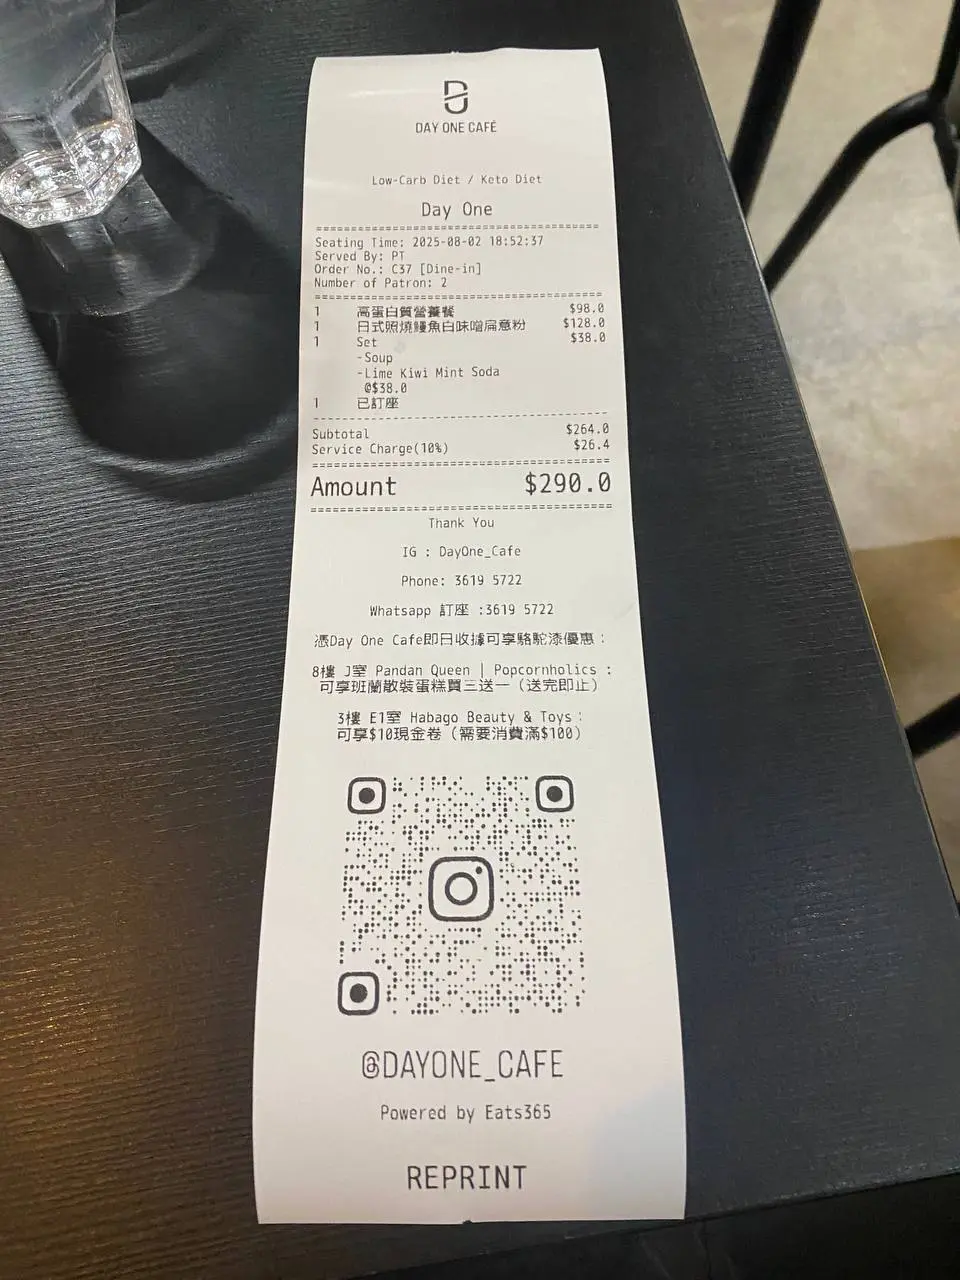 DAY ONE CAFÉ
Low-Carb Diet / Keto Diet
Day One
Seating Time: 2025-08-02 18:52:37
Served By: PT
Order No.: C37 [Dine-in]
Number of Patron: 2
1 高蛋白質營養餐 $98.0
1 日式照燒鰻魚白味噌扁意粉 $128.0
1 Set $38.0
-Soup
-Lime Kiwi Mint Soda
@$38.0
1 已訂座
Subtotal $264.0
Service Charge(10%) $26.4
Amount $290.0
Thank You
IG : DayOne_Cafe
Phone: 3619 5722
Whatsapp 訂座 :3619 5722
憑Day One Cafe即日收據可享駱駝漆優惠：
8樓 J室 Pandan Queen | Popcornholics :
可享班蘭散裝蛋糕買三送一（送完即止）
3樓 E1室 Habago Beauty & Toys：
可享$10現金卷（需要消費滿$100）
@DAYONE_CAFE
Powered by Eats365
REPRINT